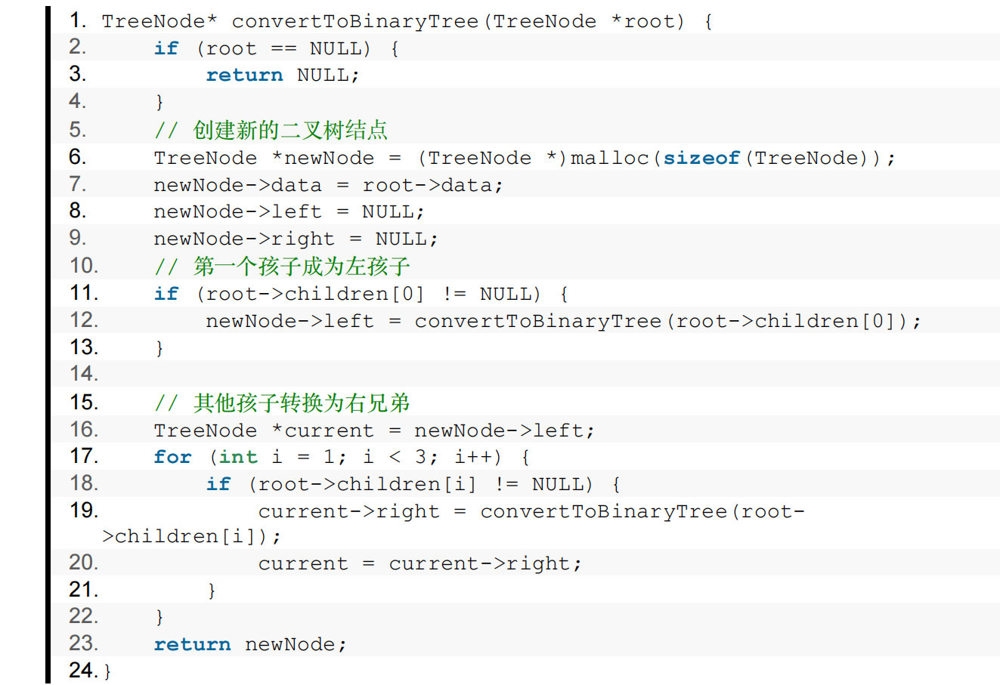 1. TreeNode* convertToBinaryTree(TreeNode *root) {
2.     if (root == NULL) {
3.         return NULL;
4.     }
5.     // 创建新的二叉树结点
6.     TreeNode *newNode = (TreeNode *)malloc(sizeof(TreeNode));
7.     newNode->data = root->data;
8.     newNode->left = NULL;
9.     newNode->right = NULL;
10.     // 第一个孩子成为左孩子
11.     if (root->children[0] != NULL) {
12.         newNode->left = convertToBinaryTree(root->children[0]);
13.     }
14.
15.     // 其他孩子转换为右兄弟
16.     TreeNode *current = newNode->left;
17.     for (int i = 1; i < 3; i++) {
18.         if (root->children[i] != NULL) {
19.             current->right = convertToBinaryTree(root-
>children[i]);
20.             current = current->right;
21.         }
22.     }
23.     return newNode;
24. }